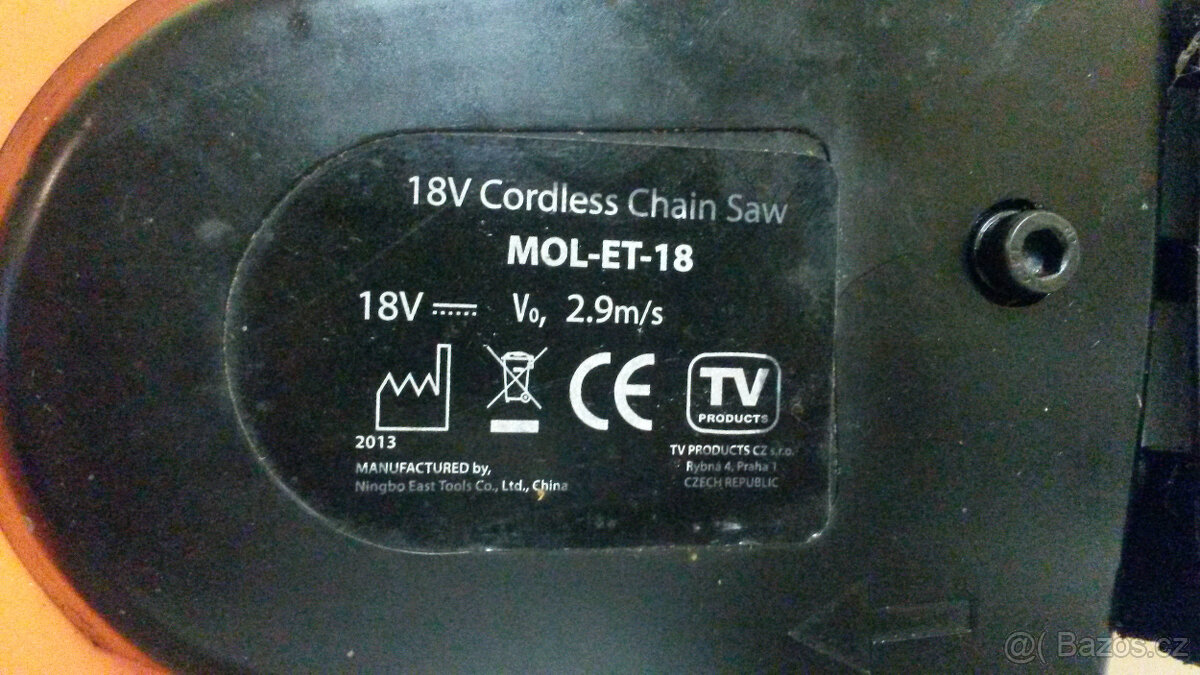 18V Cordless Chain Saw
MOL-ET-18
18V V₀, 2.9m/s
CE
TV
PRODUCTS
2013
MANUFACTURED by,
Ningbo East Tools Co., Ltd., China
TV PRODUCTS CZ s.r.o.
Rybná 4, Praha 1
CZECH REPUBLIC
@( Bazos.cz